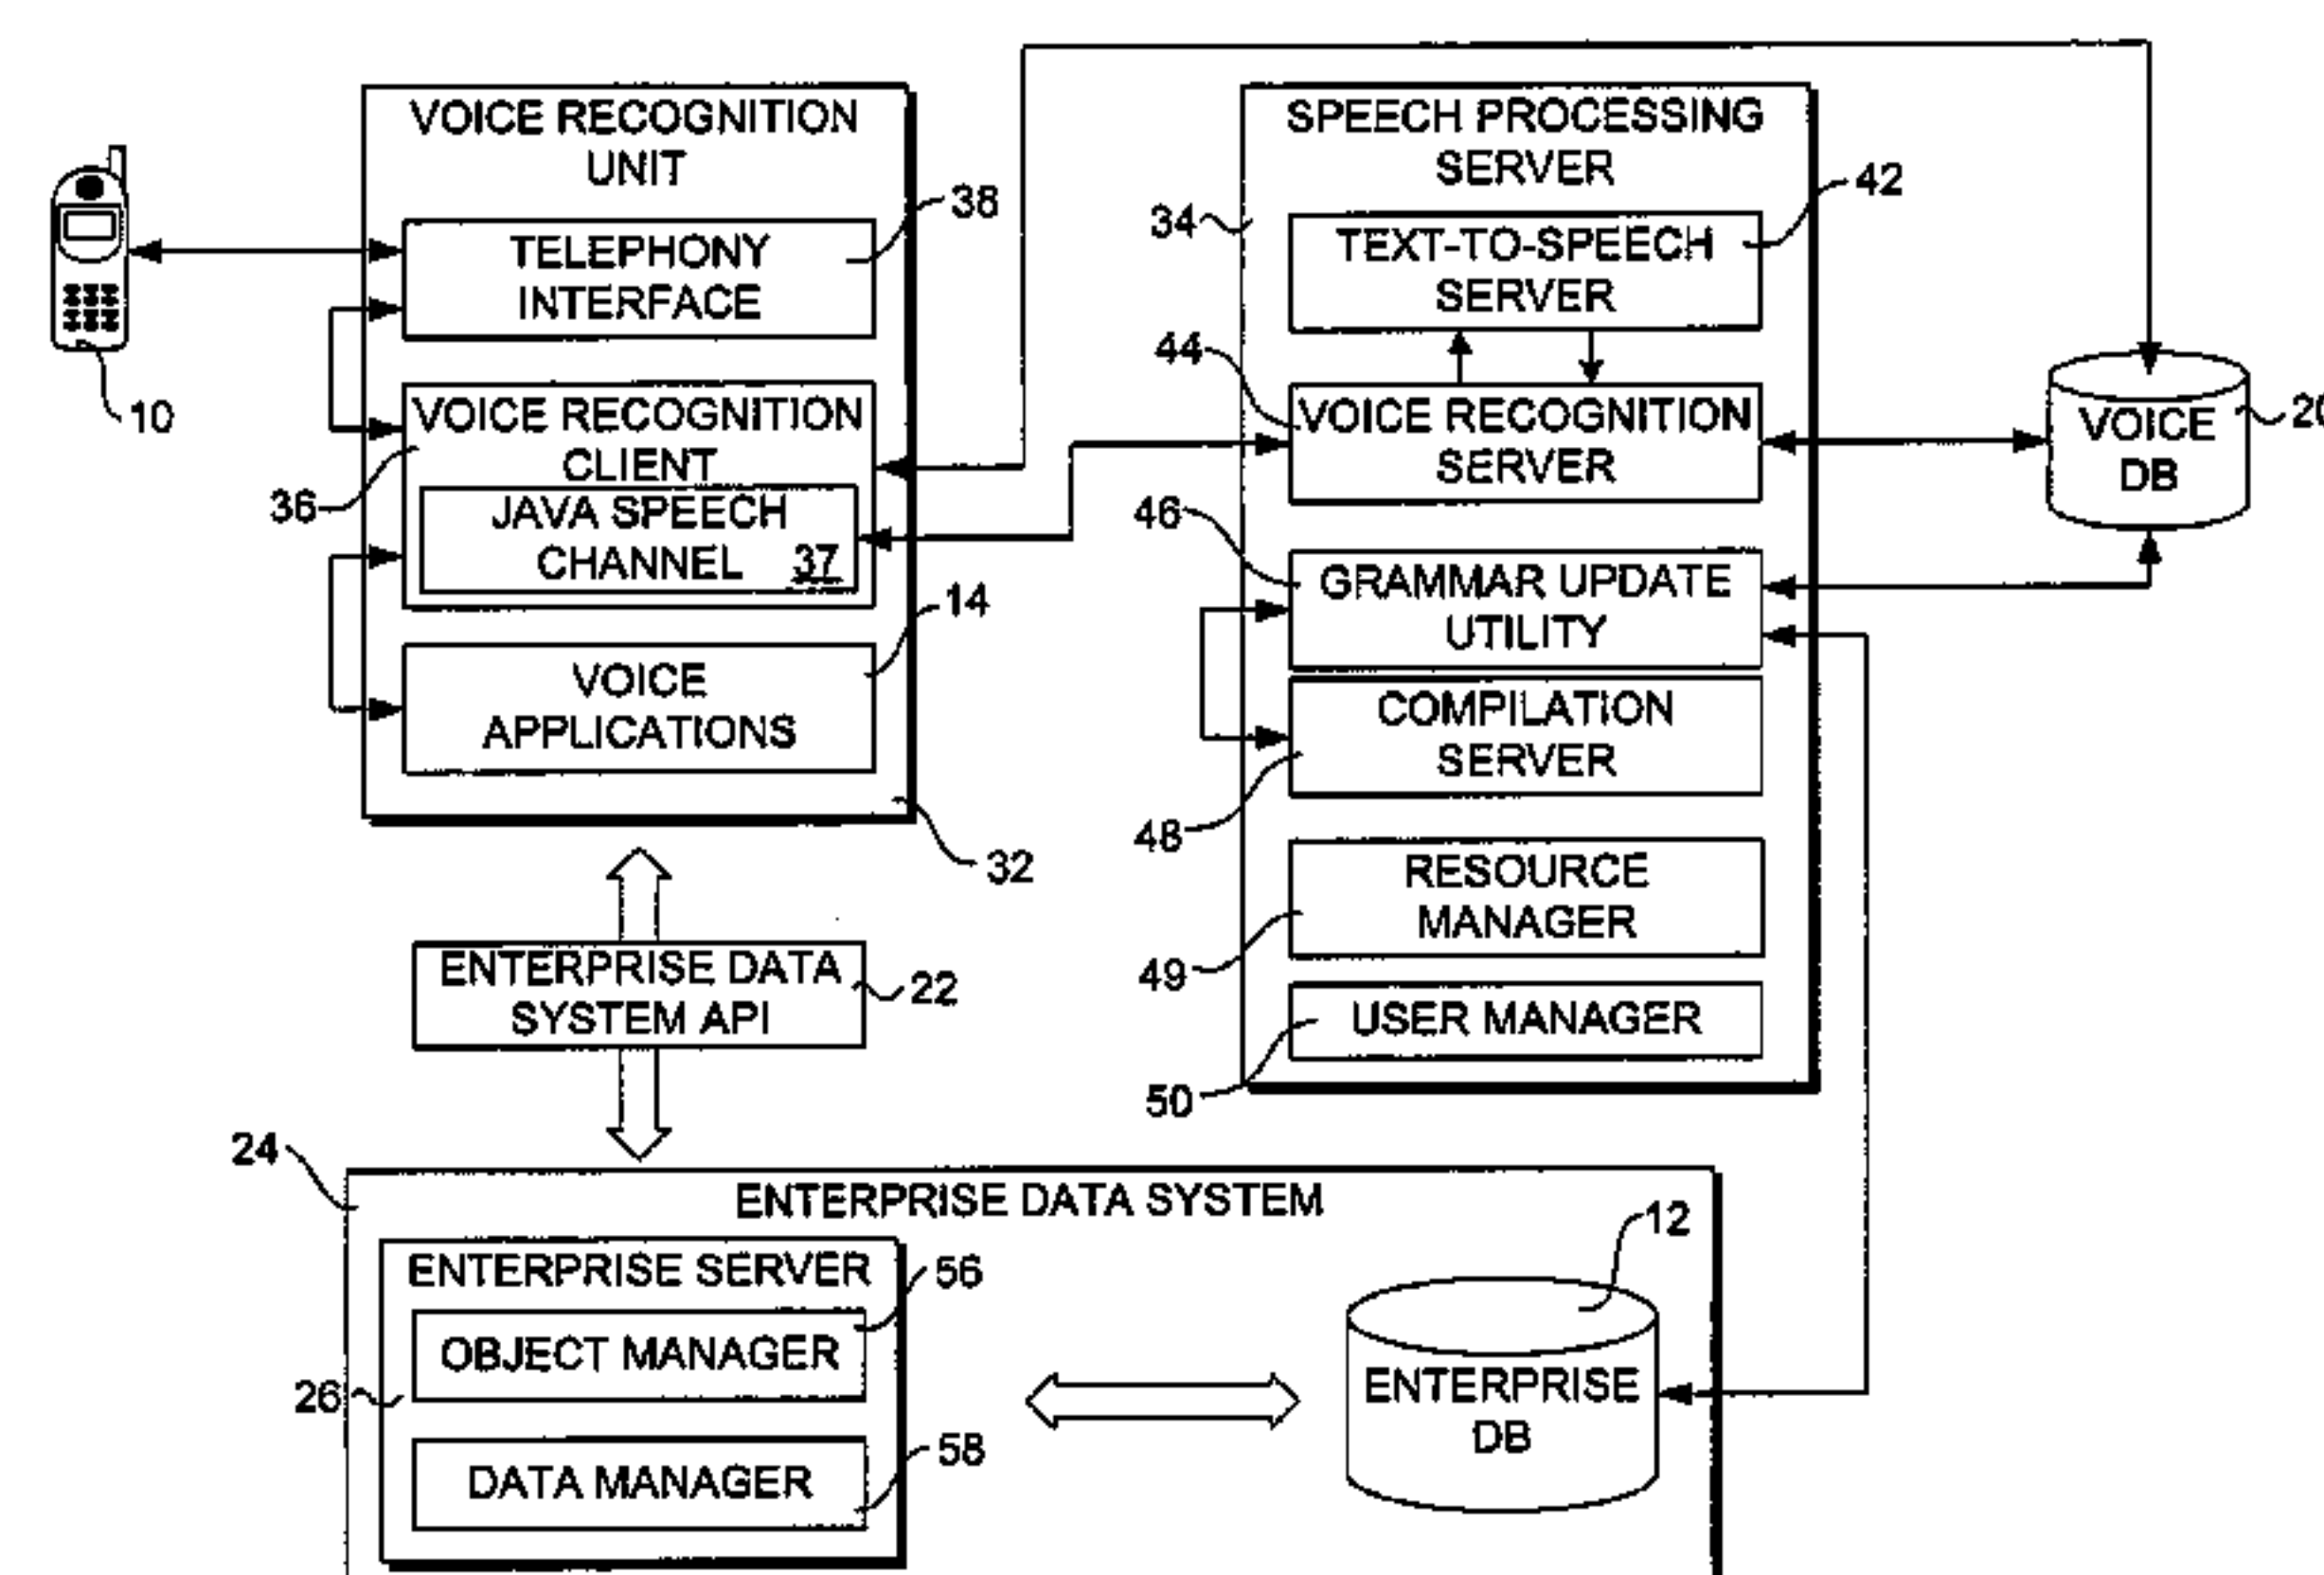 VOICE RECOGNITION
UNIT
38
TELEPHONY
INTERFACE
10
VOICE RECOGNITION
CLIENT
36
JAVA SPEECH
CHANNEL 37
14
VOICE
APPLICATIONS
32
SPEECH PROCESSING
SERVER
42
34
TEXT-TO-SPEECH
SERVER
44
VOICE RECOGNITION
SERVER
VOICE
DB
46
GRAMMAR UPDATE
UTILITY
COMPILATION
SERVER
48
RESOURCE
MANAGER
49
USER MANAGER
50
ENTERPRISE DATA
SYSTEM API
22
24
ENTERPRISE DATA SYSTEM
12
ENTERPRISE SERVER
56
OBJECT MANAGER
26
58
DATA MANAGER
ENTERPRISE
DB